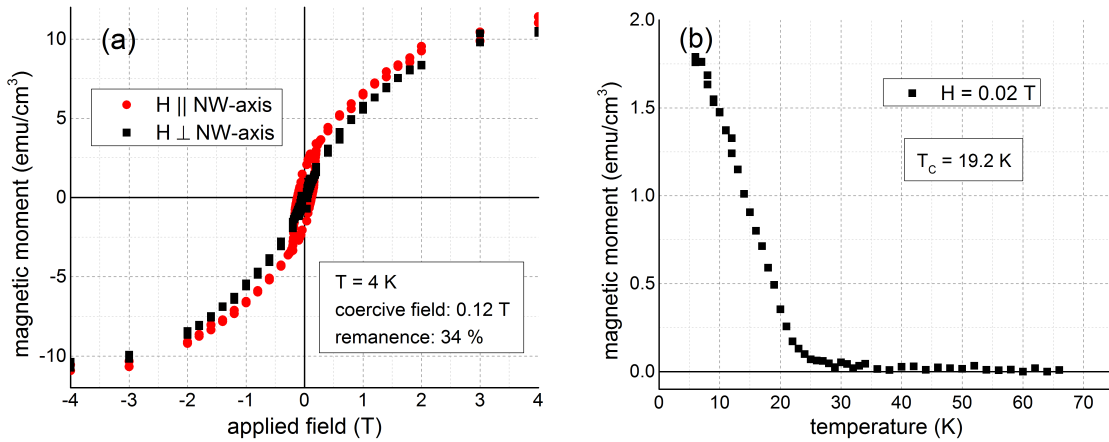 (a)
magnetic moment (emu/cm³)
10
5
0
-5
-10
H || NW-axis
H ⊥ NW-axis
T = 4 K
coercive field: 0.12 T
remanence: 34 %
-4 -3 -2 -1 0 1 2 3 4
applied field (T)
(b)
magnetic moment (emu/cm³)
2.0
1.5
1.0
0.5
0.0
H = 0.02 T
T_C = 19.2 K
0 10 20 30 40 50 60 70
temperature (K)